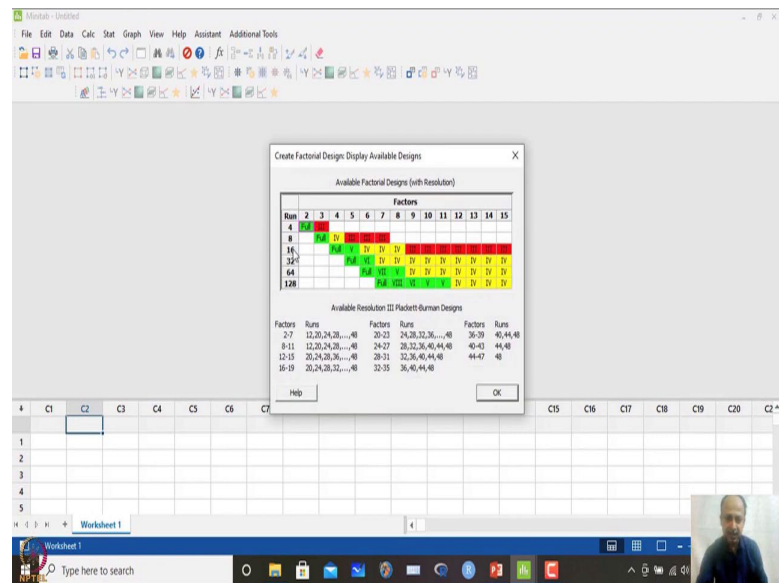 Minitab - Untitled
File Edit Data Calc Stat Graph View Help Assistant Additional Tools
Create Factorial Design: Display Available Designs
Available Factorial Designs (with Resolution)
Factors
Run 2 3 4 5 6 7 8 9 10 11 12 13 14 15
4 Full III
8 Full IV III III III
16 Full V IV IV IV III III III III III III III
32 Full VI IV IV IV IV IV IV IV IV IV IV
64 Full VII V IV IV IV IV IV IV IV IV
128 Full VIII VI V V IV IV IV IV
Available Resolution III Plackett-Burman Designs
Factors Runs Factors Runs Factors Runs
2-7 12,20,24,28,...,48 20-23 24,28,32,36,...,48 36-39 40,44,48
8-11 12,20,24,28,...,48 24-27 28,32,36,40,44,48 40-43 44,48
12-15 20,24,28,36,...,48 28-31 32,36,40,44,48 44-47 48
16-19 20,24,28,32,...,48 32-35 36,40,44,48
Help OK
C1 C2 C3 C4 C5 C6 C7 C15 C16 C17 C18 C19 C20 C2
1
2
3
4
5
Worksheet 1
Worksheet 1
Type here to search
NPTEL